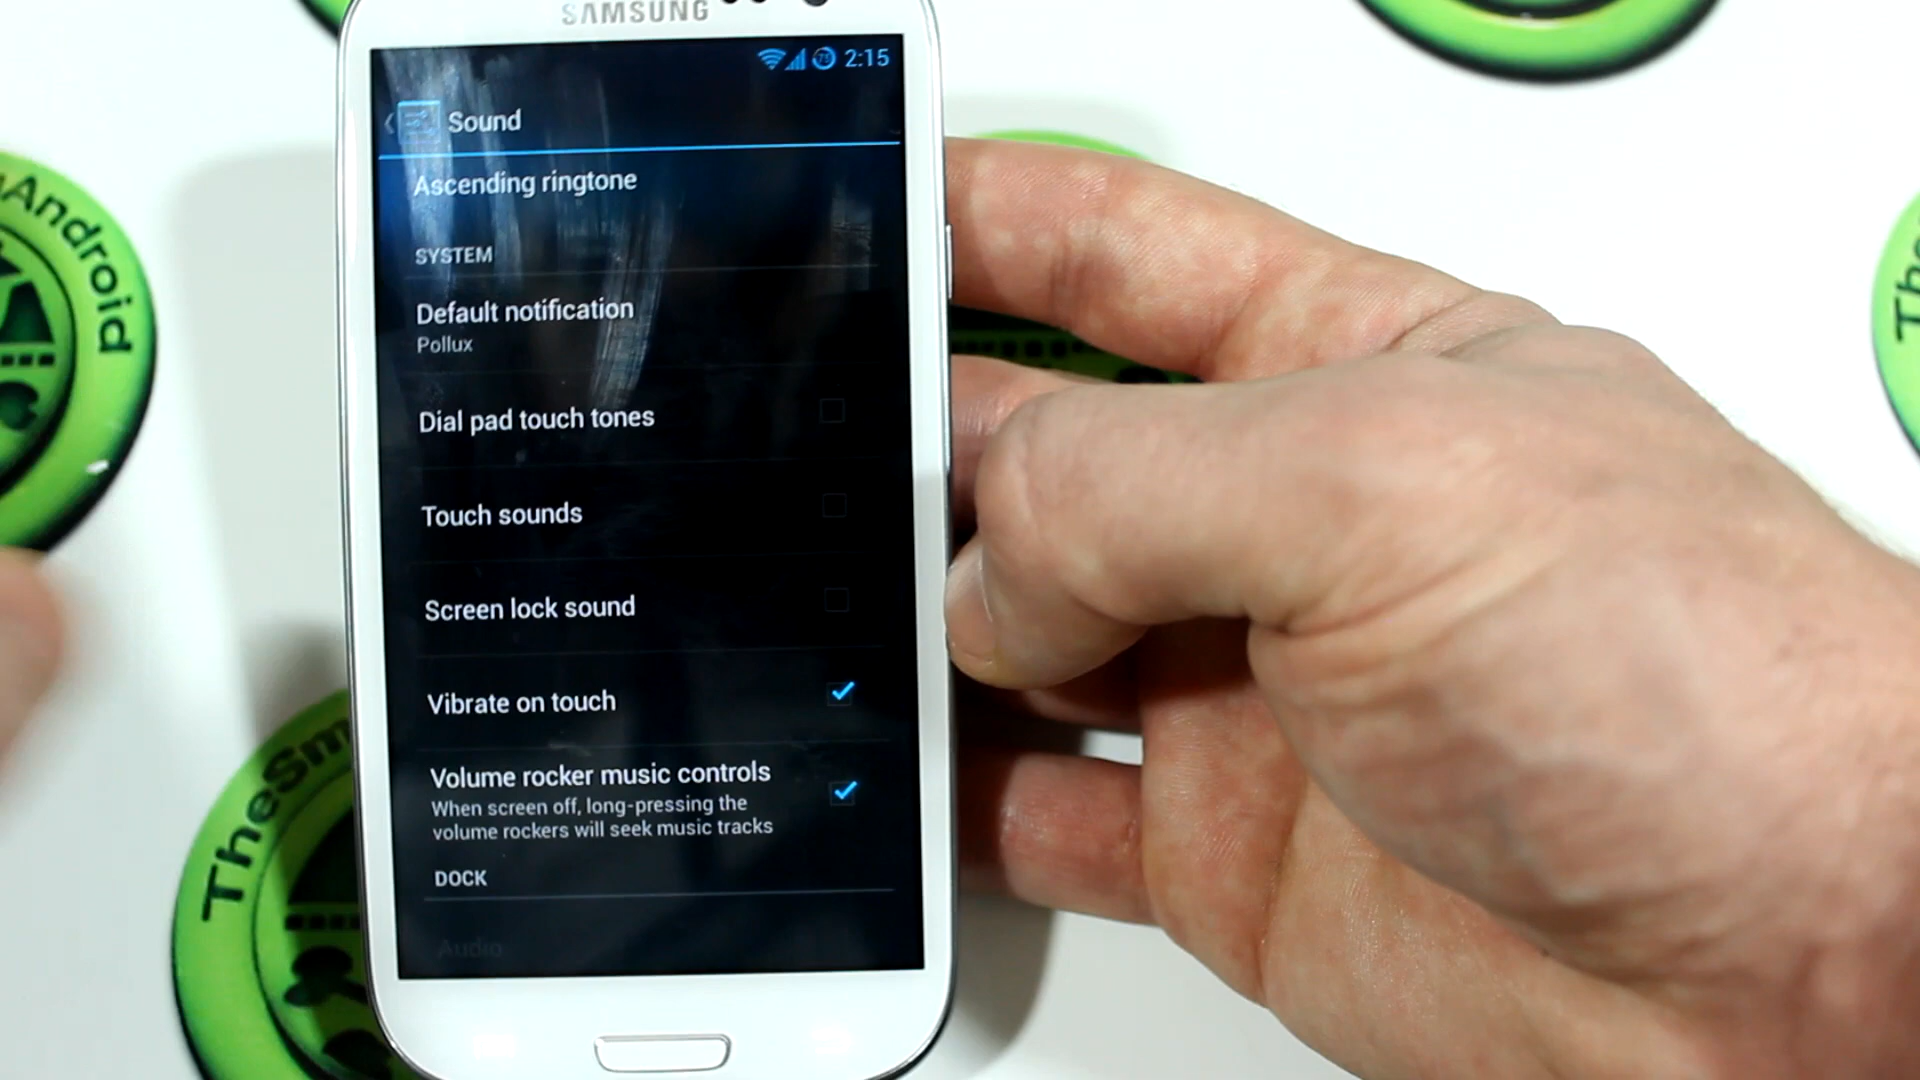 SAMSUNG
2:15
Sound
Ascending ringtone
SYSTEM
Default notification
Pollux
Dial pad touch tones
Touch sounds
Screen lock sound
Vibrate on touch
Volume rocker music controls
When screen off, long-pressing the
volume rockers will seek music tracks
DOCK
Audio
Android
TheSm
The